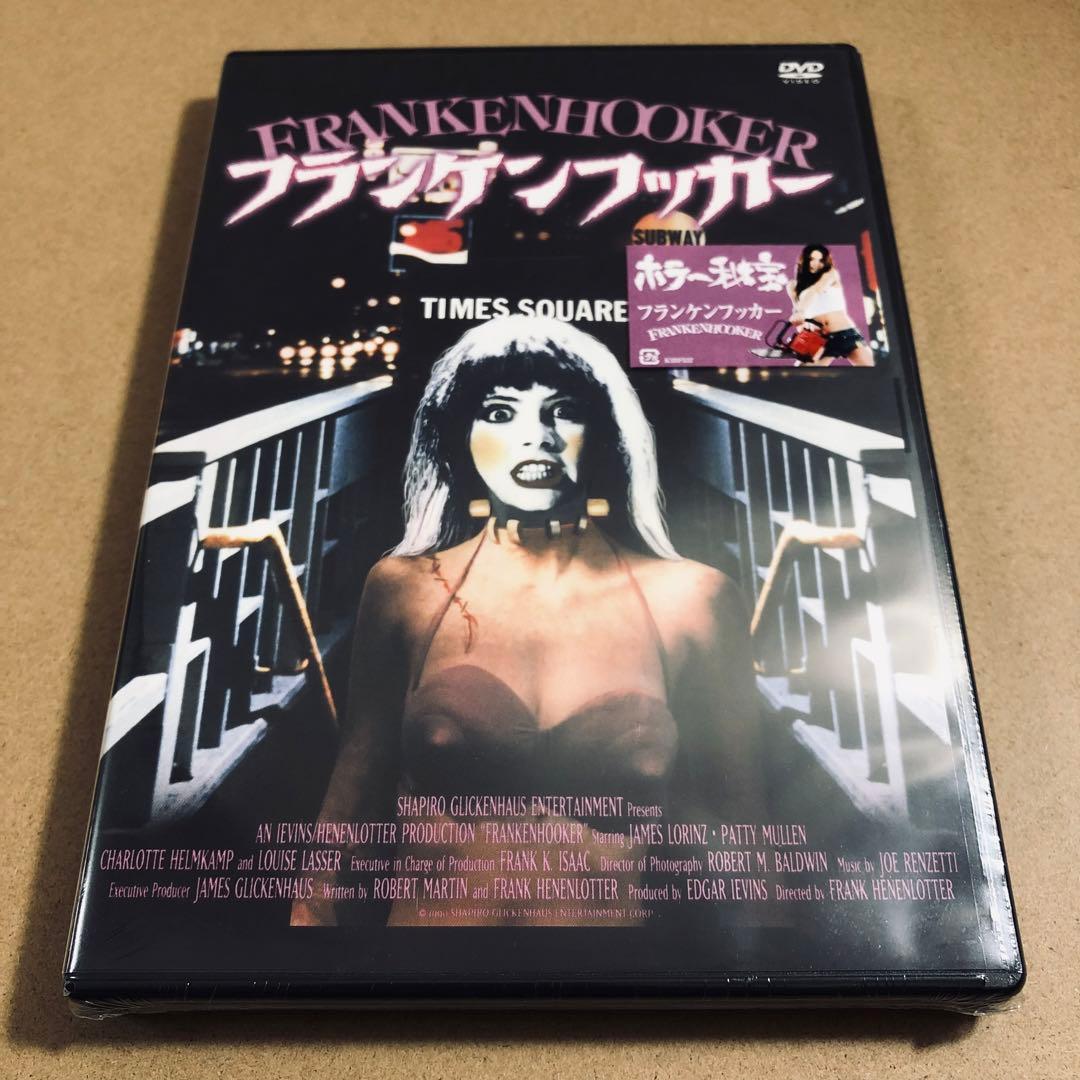 DVD
FRANKENHOOKER
フランケンフッカー
SUBWAY
TIMES SQUARE
ホラー秘宝
フランケンフッカー
FRANKENHOOKER
SHAPIRO GLICKENHAUS ENTERTAINMENT Presents
AN IEVINS/HENENLOTTER PRODUCTION "FRANKENHOOKER" Starring JAMES LORINZ · PATTY MULLEN
CHARLOTTE HELMKAMP and LOUISE LASSER Executive in Charge of Production FRANK K. ISAAC Director of Photography ROBERT M. BALDWIN Music by JOE RENZETTI
Executive Producer JAMES GLICKENHAUS Written by ROBERT MARTIN and FRANK HENENLOTTER Produced by EDGAR IEVINS Directed by FRANK HENENLOTTER
SHAPIRO GLICKENHAUS ENTERTAINMENT CORP.